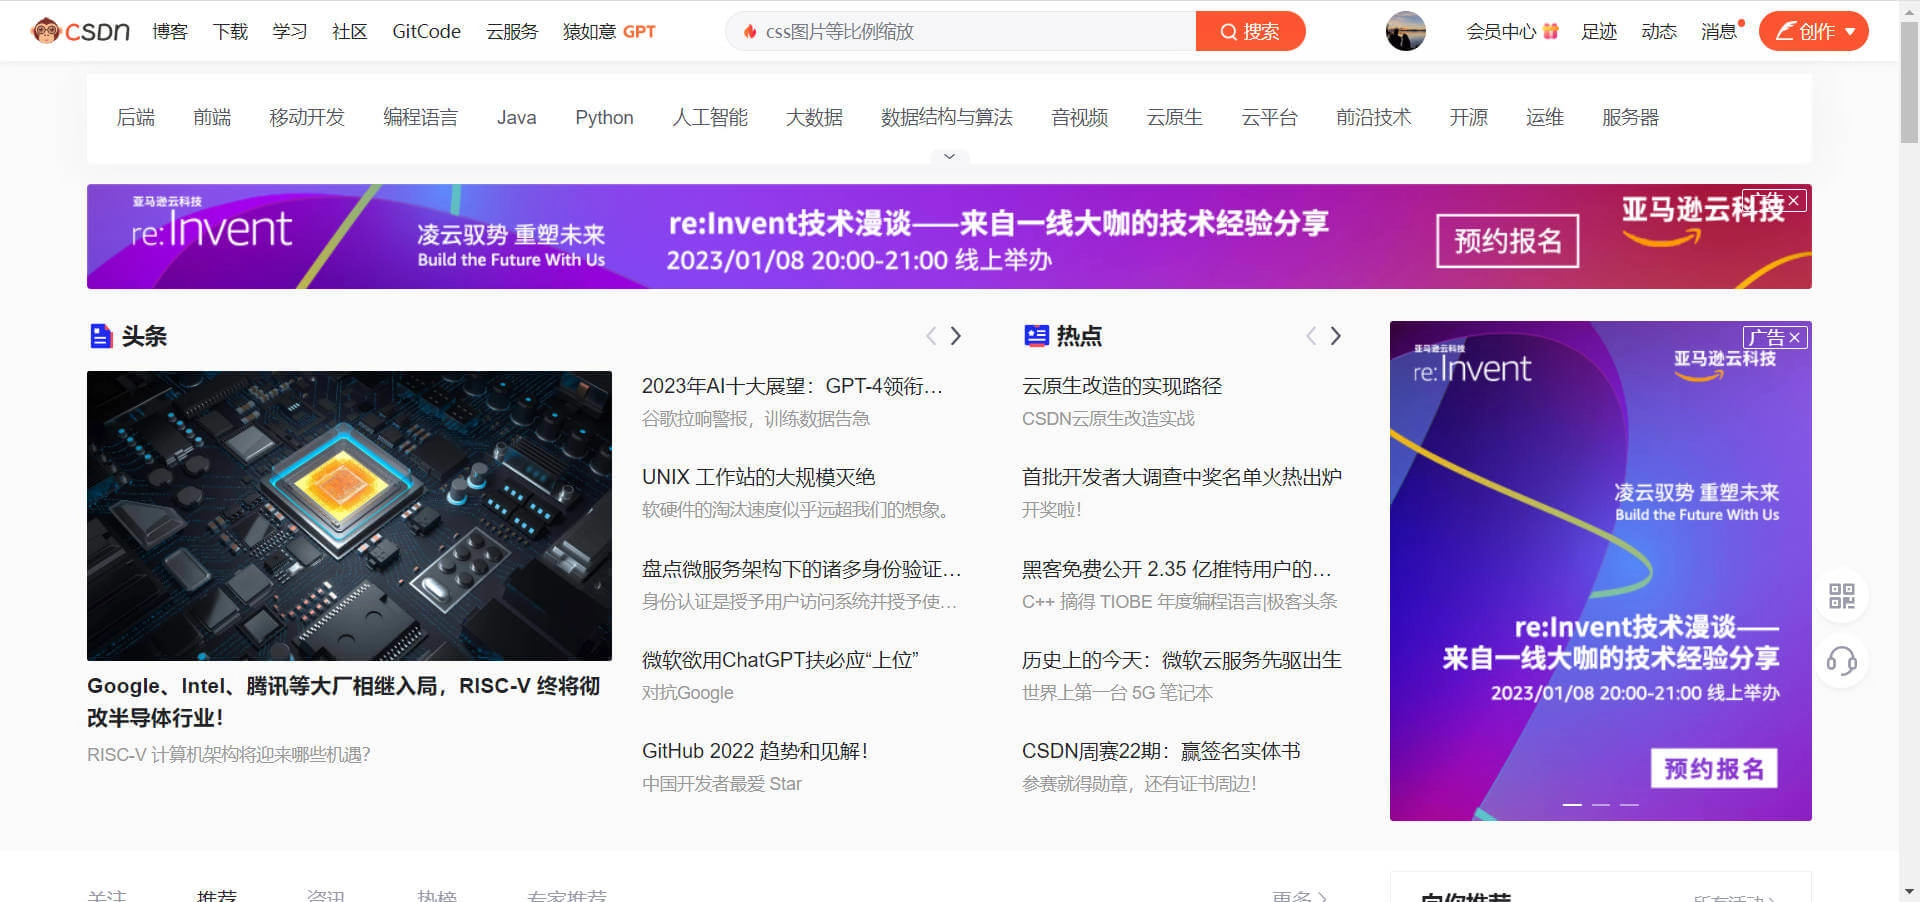 CSDN 博客 下载 学习 社区 GitCode 云服务 猿如意 GPT css图片等比例缩放 搜索 会员中心 足迹 动态 消息 创作
后端 前端 移动开发 编程语言 Java Python 人工智能 大数据 数据结构与算法 音视频 云原生 云平台 前沿技术 开源 运维 服务器
亚马逊云科技
re:Invent
凌云驭势 重塑未来
Build the Future With Us
re:Invent技术漫谈——来自一线大咖的技术经验分享
2023/01/08 20:00-21:00 线上举办
预约报名
亚马逊云科技
广告
头条
Google、Intel、腾讯等大厂相继入局，RISC-V 终将彻
改半导体行业！
RISC-V 计算机架构将迎来哪些机遇？
2023年AI十大展望：GPT-4领衔…
谷歌拉响警报，训练数据告急
UNIX 工作站的大规模灭绝
软硬件的淘汰速度似乎远超我们的想象。
盘点微服务架构下的诸多身份验证…
身份认证是授予用户访问系统并授予使…
微软欲用ChatGPT扶必应“上位”
对抗Google
GitHub 2022 趋势和见解！
中国开发者最爱 Star
热点
云原生改造的实现路径
CSDN云原生改造实战
首批开发者大调查中奖名单火热出炉
开奖啦！
黑客免费公开 2.35 亿推特用户的…
C++ 摘得 TIOBE 年度编程语言|极客头条
历史上的今天：微软云服务先驱出生
世界上第一台 5G 笔记本
CSDN周赛22期：赢签名实体书
参赛就得勋章，还有证书周边！
广告
亚马逊云科技
re:Invent
亚马逊云科技
凌云驭势 重塑未来
Build the Future With Us
re:Invent技术漫谈——
来自一线大咖的技术经验分享
2023/01/08 20:00-21:00 线上举办
预约报名
关注 推荐 资讯 热榜 专家推荐 更多
向你推荐 所有活动